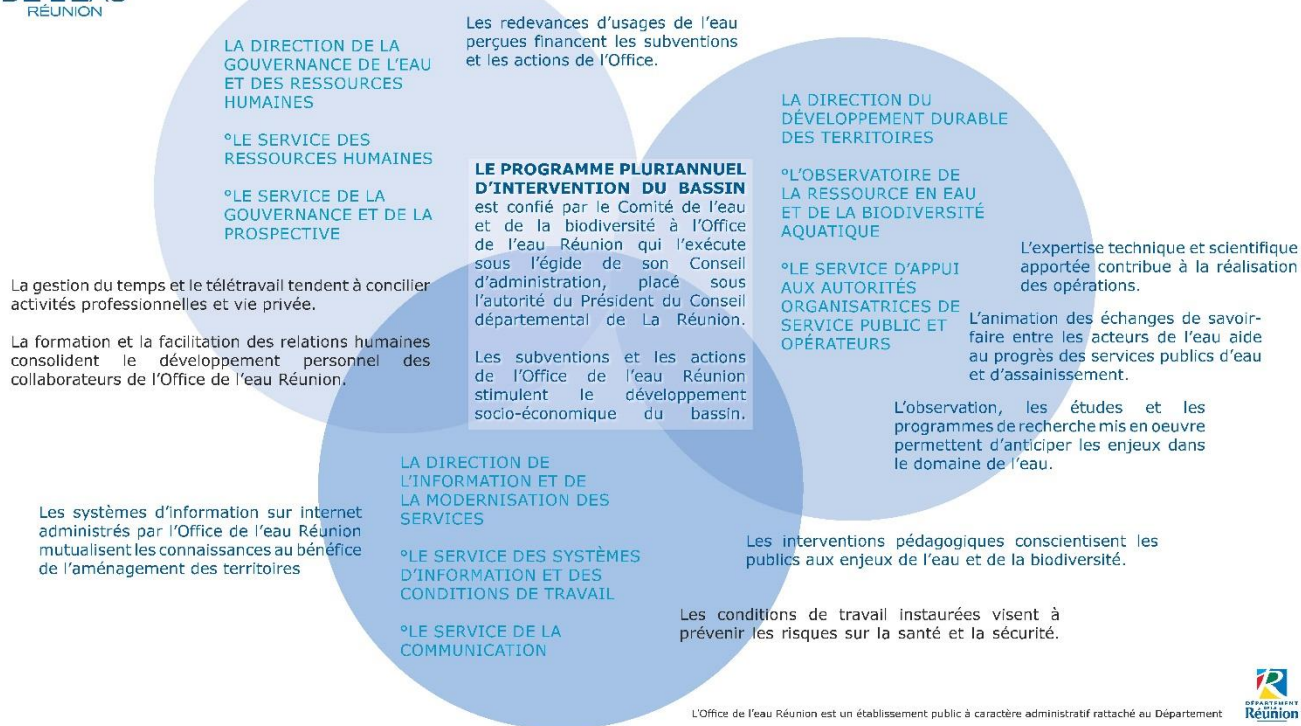 RÉUNION
Les redevances d'usages de l'eau
perçues financent les subventions
et les actions de l'Office.
LA DIRECTION DE LA
GOUVERNANCE DE L'EAU
ET DES RESSOURCES
HUMAINES
°LE SERVICE DES
RESSOURCES HUMAINES
°LE SERVICE DE LA
GOUVERNANCE ET DE LA
PROSPECTIVE
LA DIRECTION DU
DÉVELOPPEMENT DURABLE
DES TERRITOIRES
°L'OBSERVATOIRE DE
LA RESSOURCE EN EAU
ET DE LA BIODIVERSITÉ
AQUATIQUE
°LE SERVICE D'APPUI
AUX AUTORITÉS
ORGANISATRICES DE
SERVICE PUBLIC ET
OPÉRATEURS
LE PROGRAMME PLURIANNUEL
D'INTERVENTION DU BASSIN
est confié par le Comité de l'eau
et de la biodiversité à l'Office
de l'eau Réunion qui l'exécute
sous l'égide de son Conseil
d'administration, placé sous
l'autorité du Président du Conseil
départemental de La Réunion.
Les subventions et les actions
de l'Office de l'eau Réunion
stimulent le développement
socio-économique du bassin.
La gestion du temps et le télétravail tendent à concilier
activités professionnelles et vie privée.
La formation et la facilitation des relations humaines
consolident le développement personnel des
collaborateurs de l'Office de l'eau Réunion.
L'expertise technique et scientifique
apportée contribue à la réalisation
des opérations.
L'animation des échanges de savoir-
faire entre les acteurs de l'eau aide
au progrès des services publics d'eau
et d'assainissement.
L'observation, les études et les
programmes de recherche mis en oeuvre
permettent d'anticiper les enjeux dans
le domaine de l'eau.
LA DIRECTION DE
L'INFORMATION ET DE
LA MODERNISATION DES
SERVICES
°LE SERVICE DES SYSTÈMES
D'INFORMATION ET DES
CONDITIONS DE TRAVAIL
°LE SERVICE DE LA
COMMUNICATION
Les systèmes d'information sur internet
administrés par l'Office de l'eau Réunion
mutualisent les connaissances au bénéfice
de l'aménagement des territoires
Les interventions pédagogiques conscientisent les
publics aux enjeux de l'eau et de la biodiversité.
Les conditions de travail instaurées visent à
prévenir les risques sur la santé et la sécurité.
L'Office de l'eau Réunion est un établissement public à caractère administratif rattaché au Département
DÉPARTEMENT
Réunion